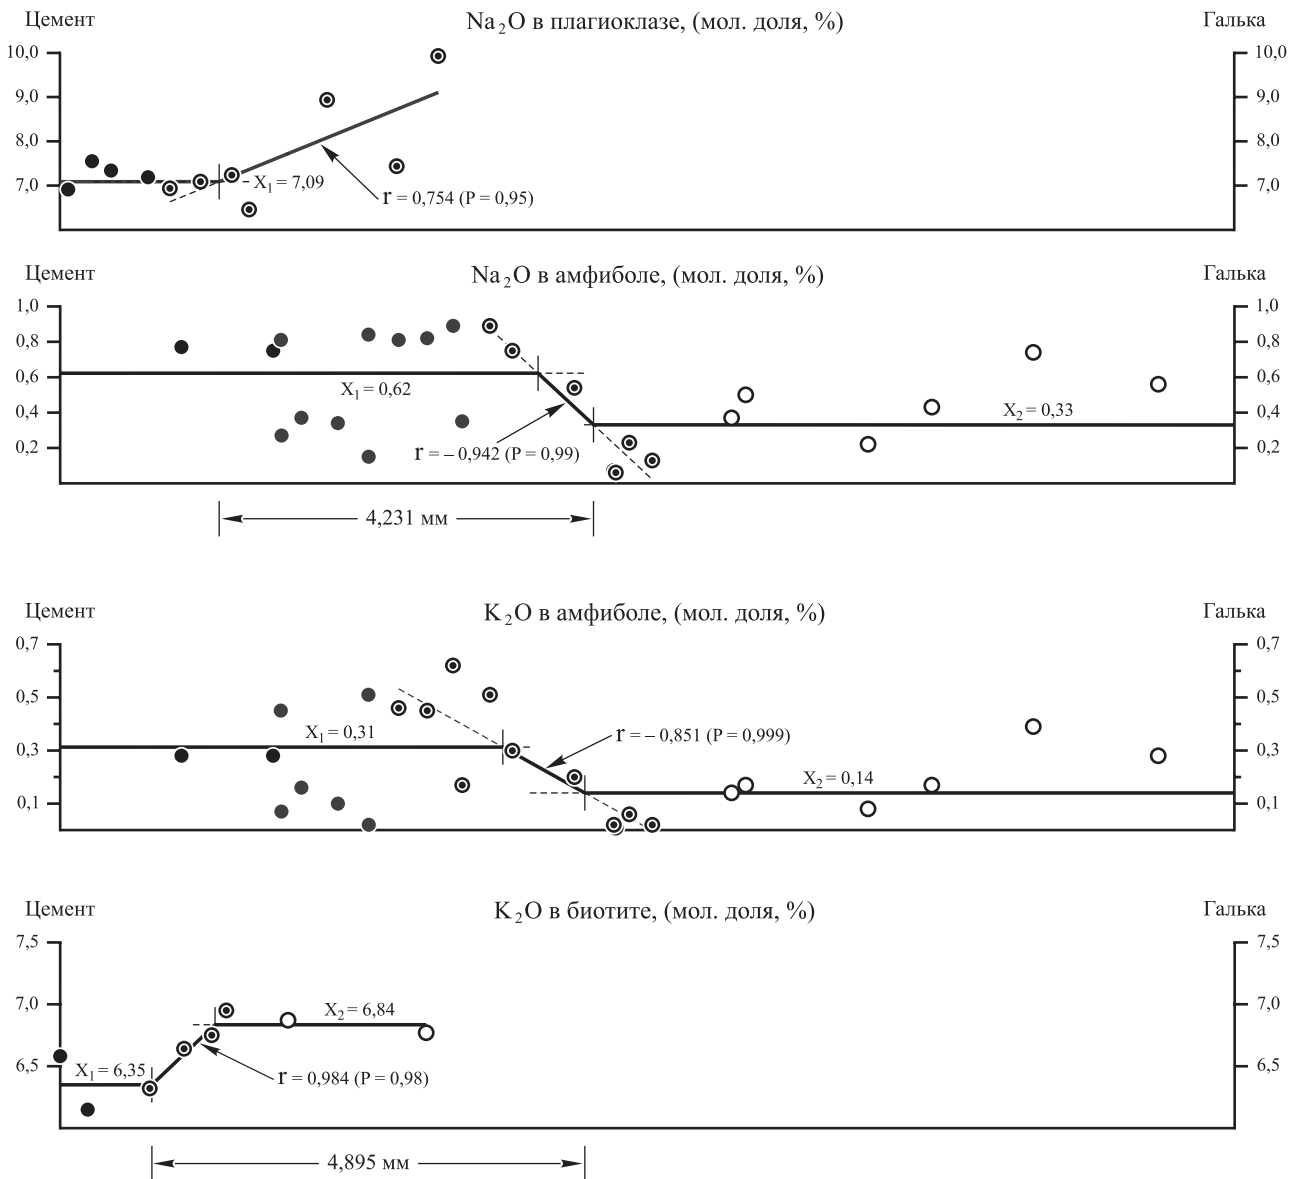 Цемент Na2O в плагиоклазе, (мол. доля, %) Галька
10,0 10,0
9,0 9,0
8,0 8,0
7,0 X1 = 7,09 7,0
r = 0,754 (P = 0,95)
Цемент Na2O в амфиболе, (мол. доля, %) Галька
1,0 1,0
0,8 0,8
0,6 0,6
X1 = 0,62
0,4 X2 = 0,33 0,4
0,2 r = – 0,942 (P = 0,99) 0,2
4,231 мм
Цемент K2O в амфиболе, (мол. доля, %) Галька
0,7 0,7
0,5 0,5
X1 = 0,31 r = – 0,851 (P = 0,999)
0,3 0,3
X2 = 0,14
0,1 0,1
Цемент K2O в биотите, (мол. доля, %) Галька
7,5 7,5
7,0 X2 = 6,84 7,0
6,5 X1 = 6,35 6,5
r = 0,984 (P = 0,98)
4,895 мм